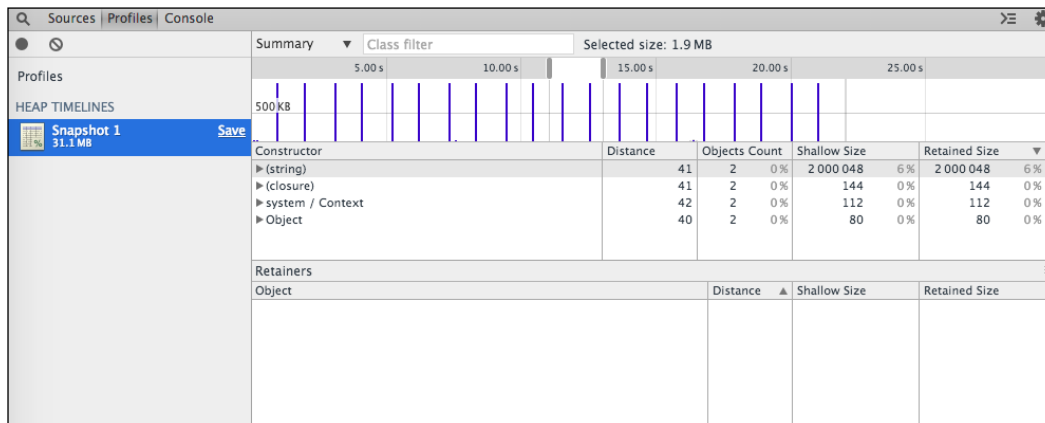 Sources Profiles Console
Summary ▼ Class filter Selected size: 1.9 MB
Profiles
5.00 s 10.00 s 15.00 s 20.00 s 25.00 s
HEAP TIMELINES
500 KB
Snapshot 1 Save
31.1 MB
Constructor Distance Objects Count Shallow Size Retained Size ▼
▶(string) 41 2 0% 2 000 048 6% 2 000 048 6%
▶(closure) 41 2 0% 144 0% 144 0%
▶system / Context 42 2 0% 112 0% 112 0%
▶Object 40 2 0% 80 0% 80 0%
Retainers
Object Distance ▲ Shallow Size Retained Size